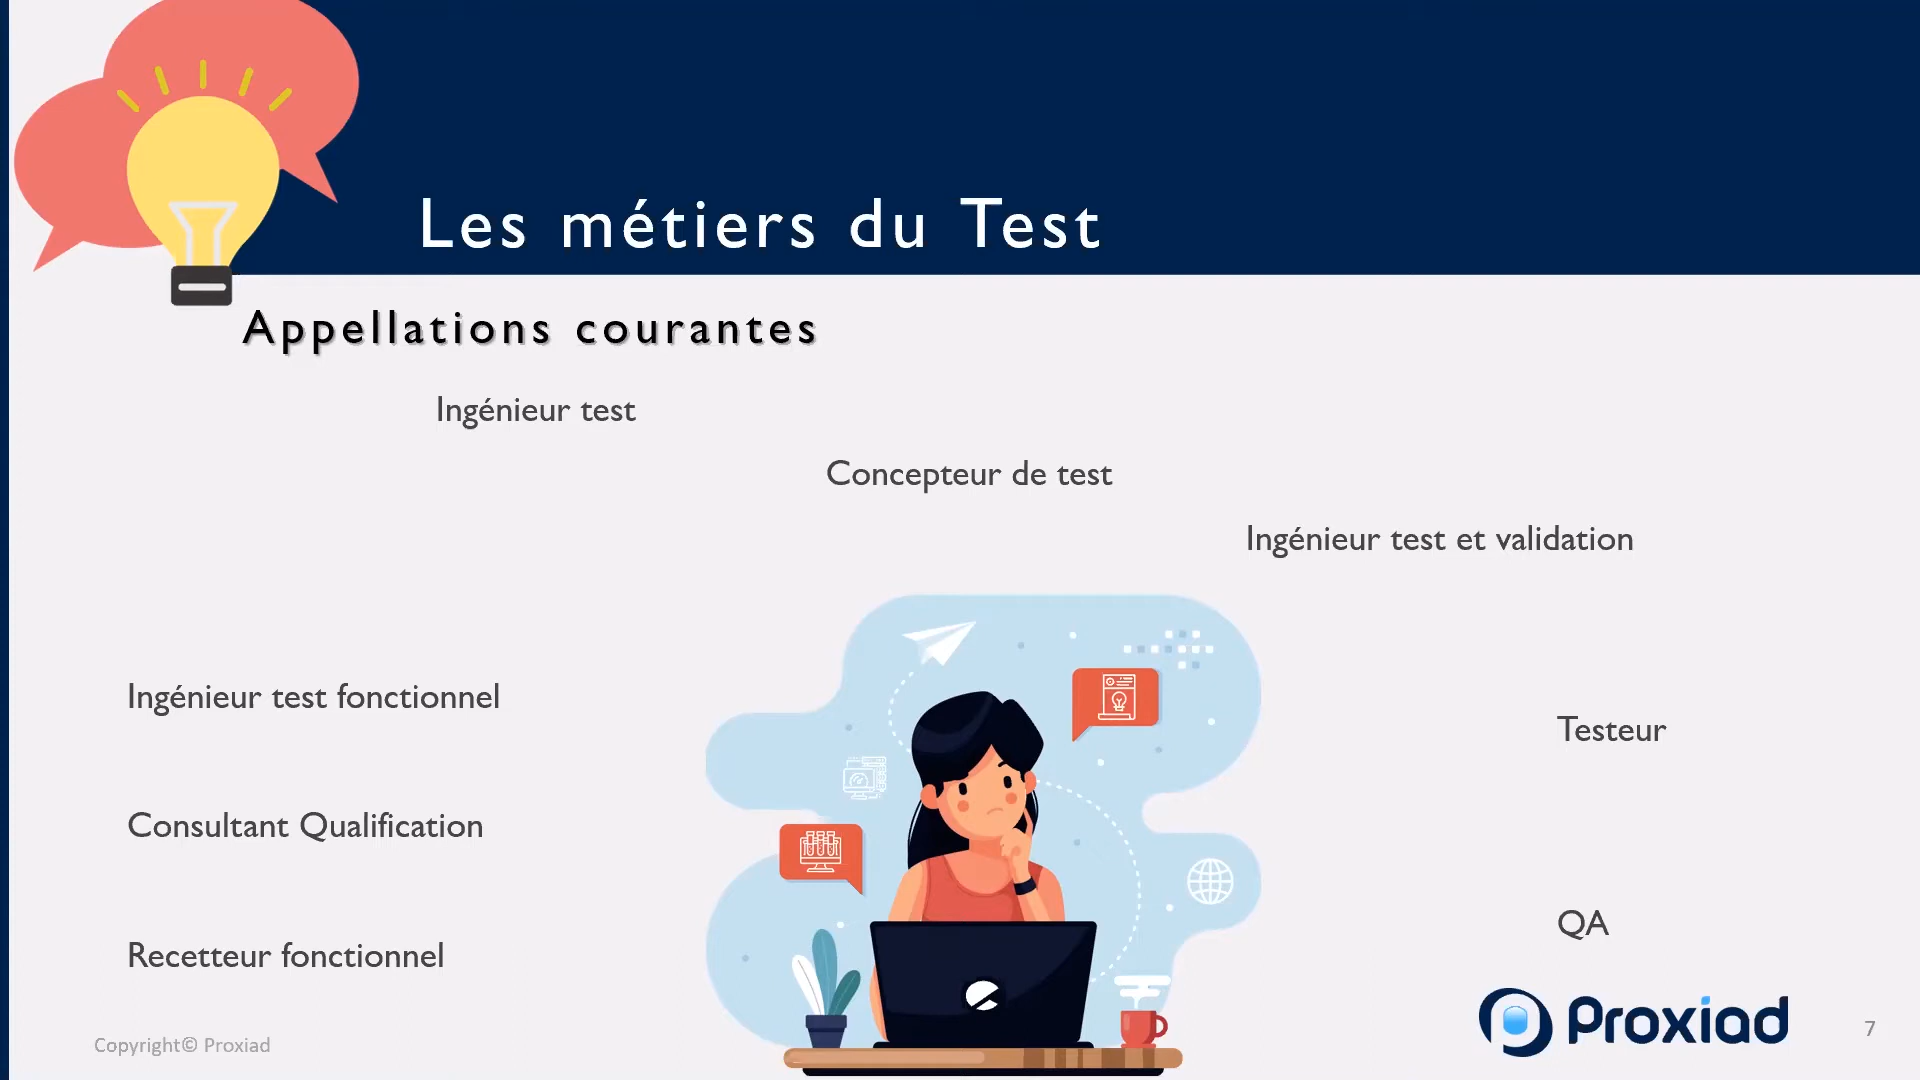 Les métiers du Test
Appellations courantes
Ingénieur test
Concepteur de test
Ingénieur test et validation
Ingénieur test fonctionnel
Testeur
Consultant Qualification
QA
Recetteur fonctionnel
Proxiad
7
Copyright© Proxiad